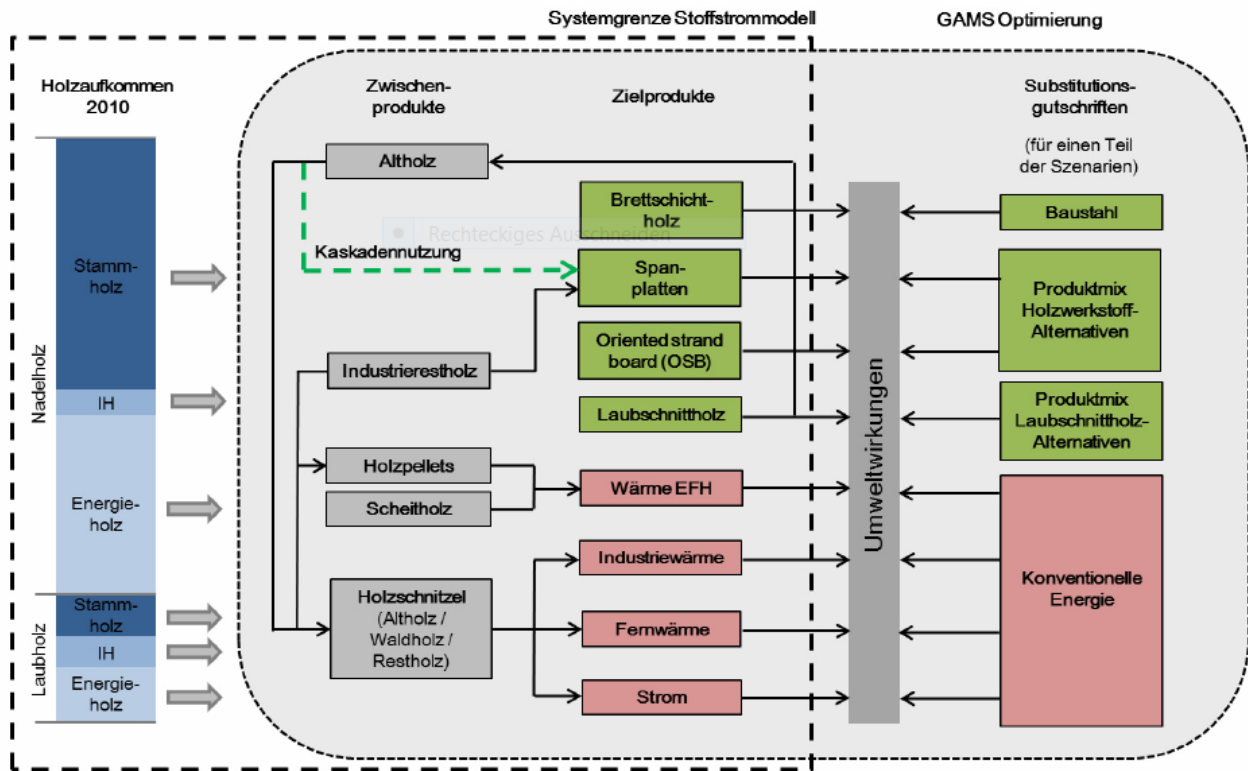 Systemgrenze Stoffstrommodell
GAMS Optimierung
Holzaufkommen
2010
Zwischen-
produkte
Zielprodukte
Substitutions-
gutschriften
(für einen Teil
der Szenarien)
Nadelholz
Stamm-
holz
IH
Energie-
holz
Laubholz
Stamm-
holz
IH
Energie-
holz
Altholz
Kaskadennutzung
Rechteckiges Ausschneiden
Industrierestholz
Holzpellets
Scheitholz
Holzschnitzel
(Altholz /
Waldholz /
Restholz)
Brettschicht-
holz
Span-
platten
Oriented strand
board (OSB)
Laubschnittholz
Wärme EFH
Industriewärme
Fernwärme
Strom
Umweltwirkungen
Baustahl
Produktmix
Holzwerkstoff-
Alternativen
Produktmix
Laubschnittholz-
Alternativen
Konventionelle
Energie